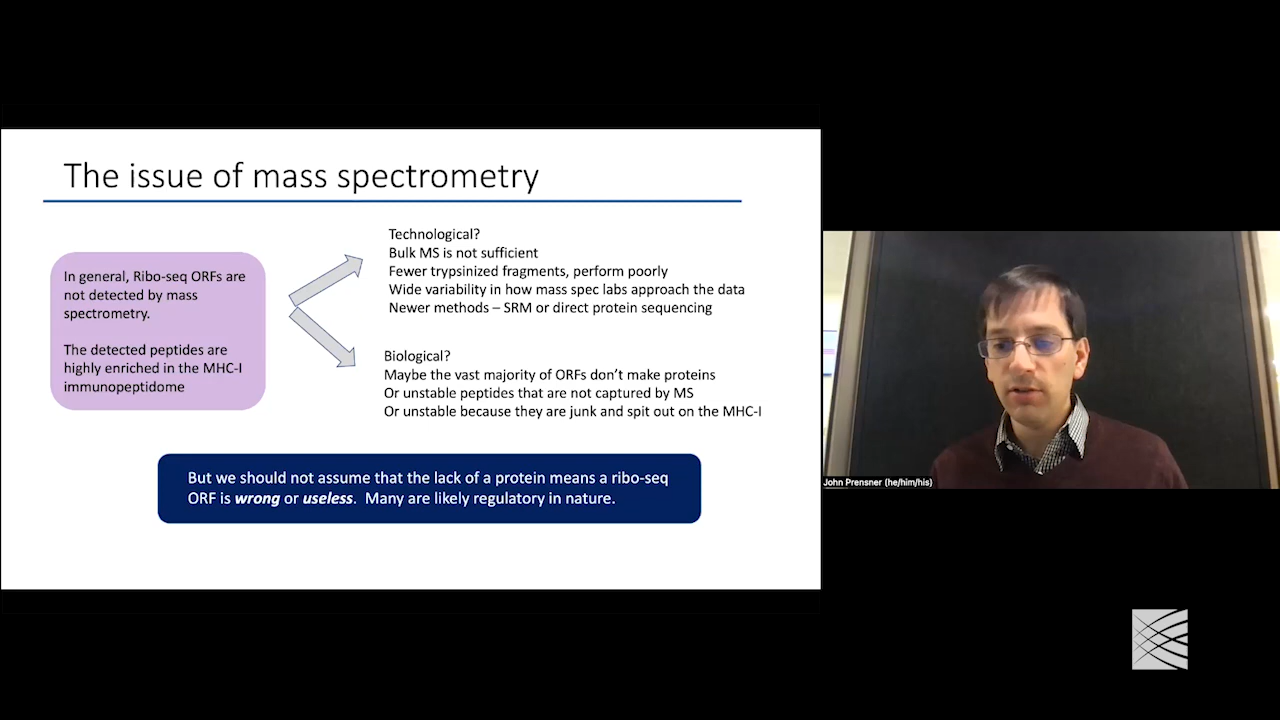 The issue of mass spectrometry
In general, Ribo-seq ORFs are
not detected by mass
spectrometry.
The detected peptides are
highly enriched in the MHC-I
immunopeptidome
Technological?
Bulk MS is not sufficient
Fewer trypsinized fragments, perform poorly
Wide variability in how mass spec labs approach the data
Newer methods – SRM or direct protein sequencing
Biological?
Maybe the vast majority of ORFs don't make proteins
Or unstable peptides that are not captured by MS
Or unstable because they are junk and spit out on the MHC-I
But we should not assume that the lack of a protein means a ribo-seq
ORF is wrong or useless.  Many are likely regulatory in nature.
John Prensner (he/him/his)